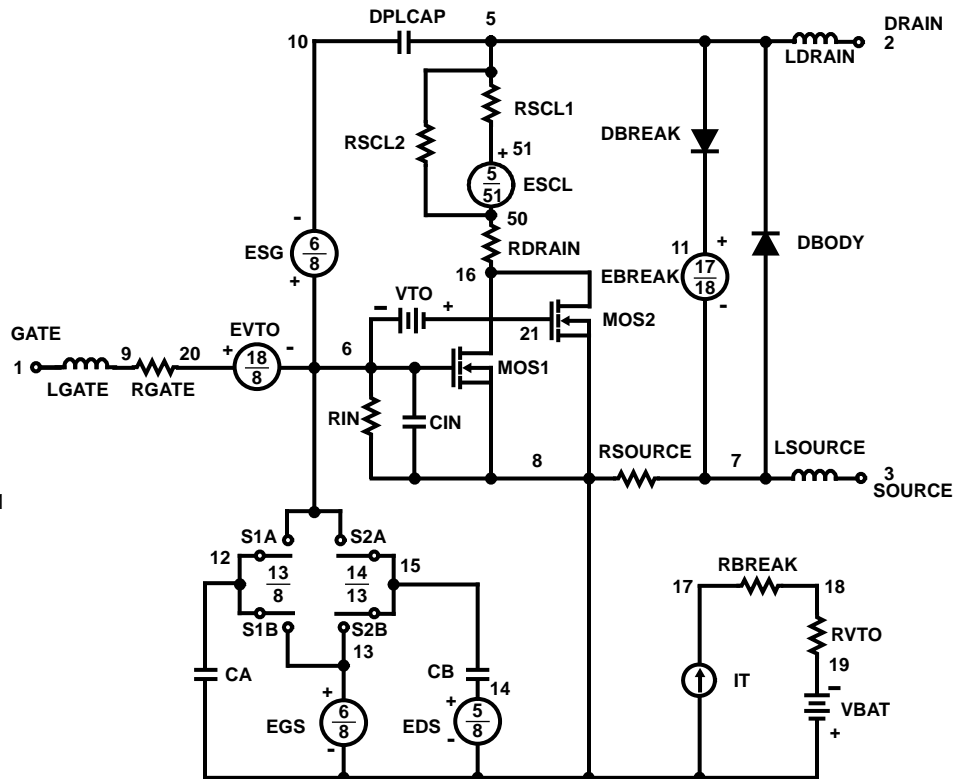 DPLCAP
5
DRAIN
2
10
LDRAIN
RSCL1
RSCL2
DBREAK
+ 51
5
51
ESCL
50
-
ESG
6
8
+
RDRAIN
16
11
+
EBREAK
17
18
-
DBODY
VTO
-
+
21
MOS2
GATE
1
LGATE
9
RGATE
20
EVTO
+
18
8
-
6
MOS1
RIN
CIN
RSOURCE
8
7
LSOURCE
3
SOURCE
S1A
S2A
12
13
8
14
13
15
S1B
S2B
13
RBREAK
17
18
RVTO
19
CA
CB
14
IT
-
VBAT
+
+
EGS
6
8
-
+
EDS
5
8
-